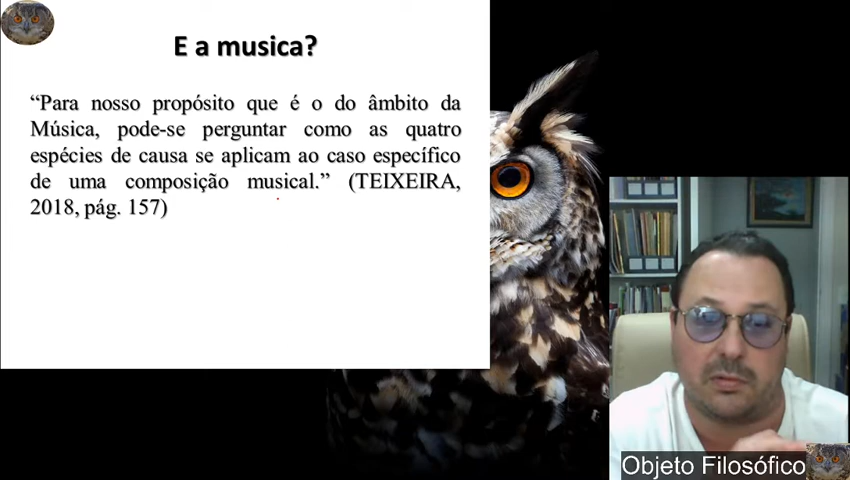 E a musica?
“Para nosso propósito que é o do âmbito da
Música, pode-se perguntar como as quatro
espécies de causa se aplicam ao caso específico
de uma composição musical.” (TEIXEIRA,
2018, pág. 157)
Objeto Filosófico